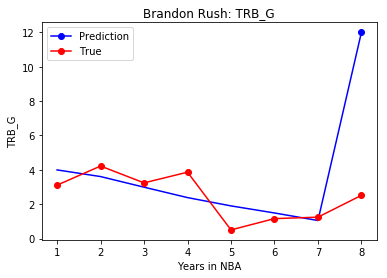 Brandon Rush: TRB_G
Prediction
True
12
10
8
6
4
2
0
TRB_G
1 2 3 4 5 6 7 8
Years in NBA